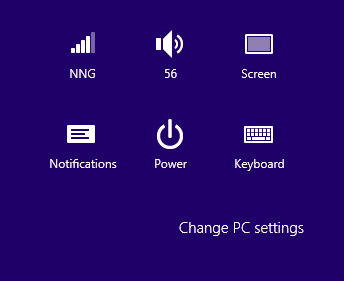 NNG
56
Screen
Notifications
Power
Keyboard
Change PC settings